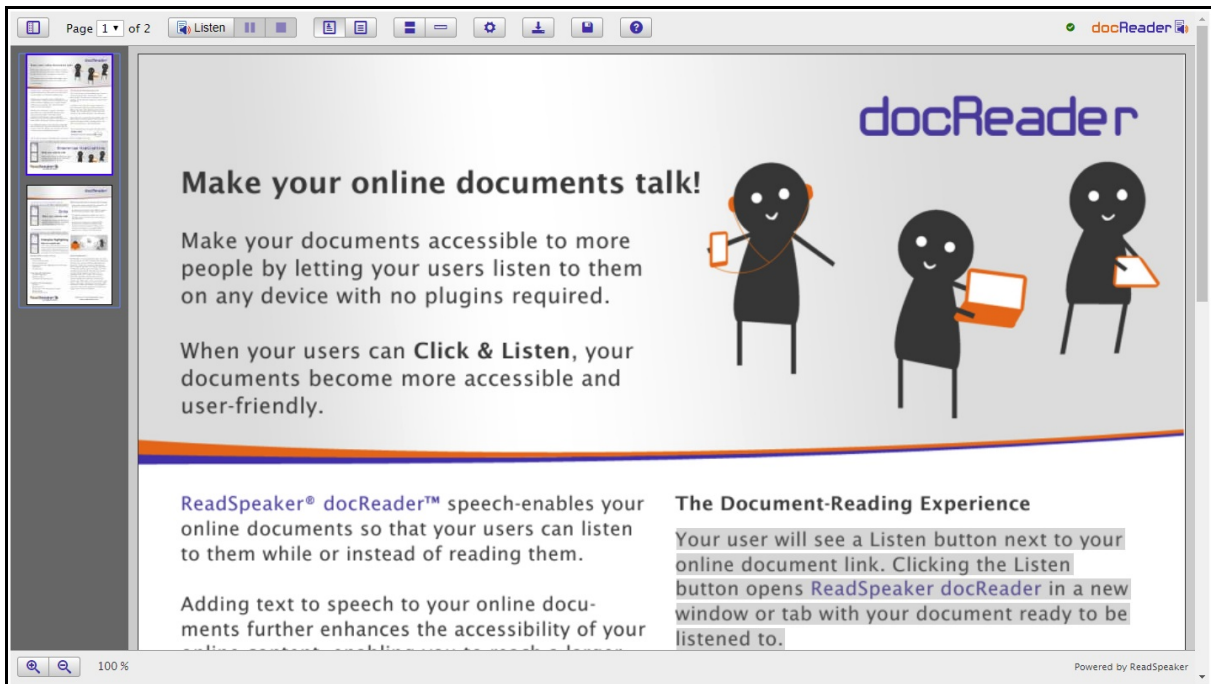 Page 1 of 2 Listen docReader
docReader
Make your online documents talk!
Make your documents accessible to more
people by letting your users listen to them
on any device with no plugins required.
When your users can Click & Listen, your
documents become more accessible and
user-friendly.
ReadSpeaker® docReader™ speech-enables your
online documents so that your users can listen
to them while or instead of reading them.
Adding text to speech to your online docu-
ments further enhances the accessibility of your
The Document-Reading Experience
Your user will see a Listen button next to your
online document link. Clicking the Listen
button opens ReadSpeaker docReader in a new
window or tab with your document ready to be
listened to.
100 %
Powered by ReadSpeaker